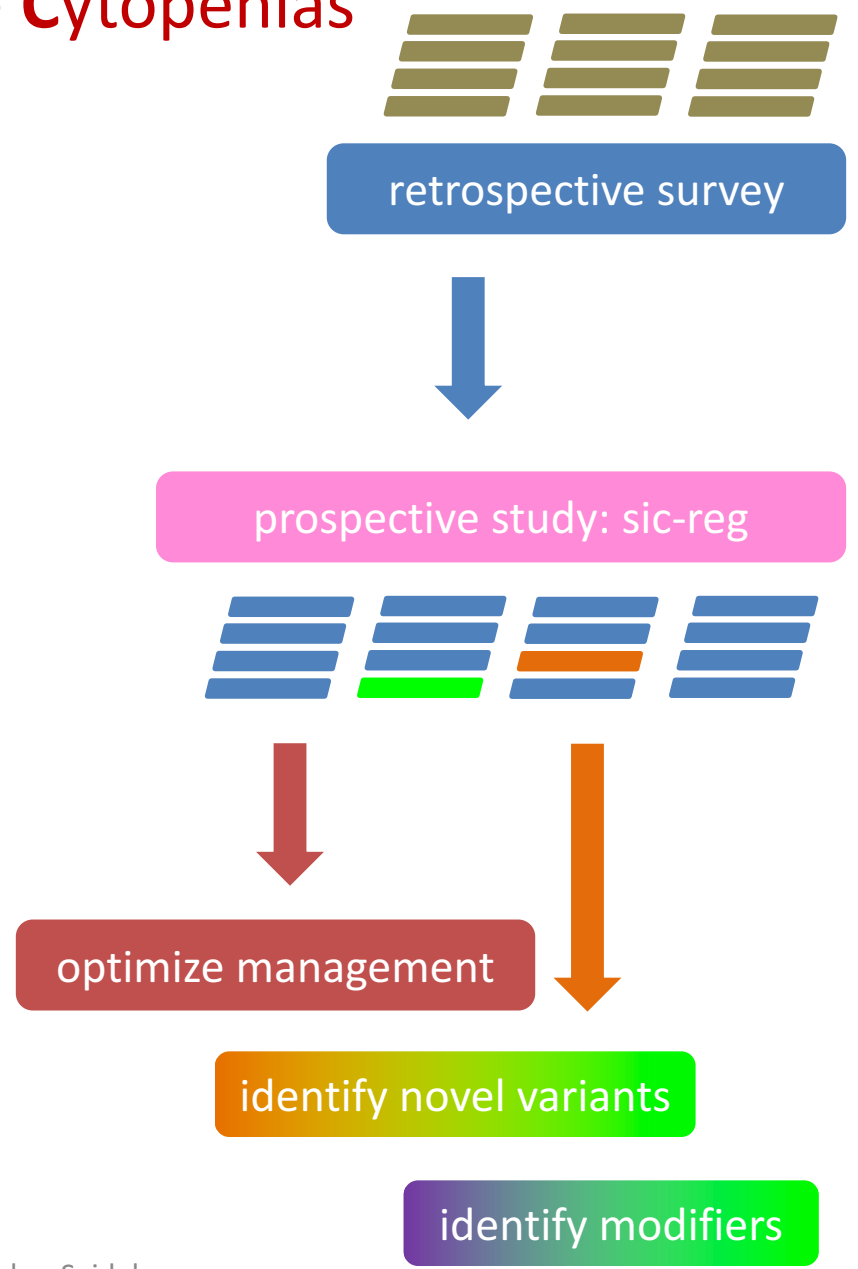 Cytopenias
retrospective survey
prospective study: sic-reg
optimize management
identify novel variants
identify modifiers